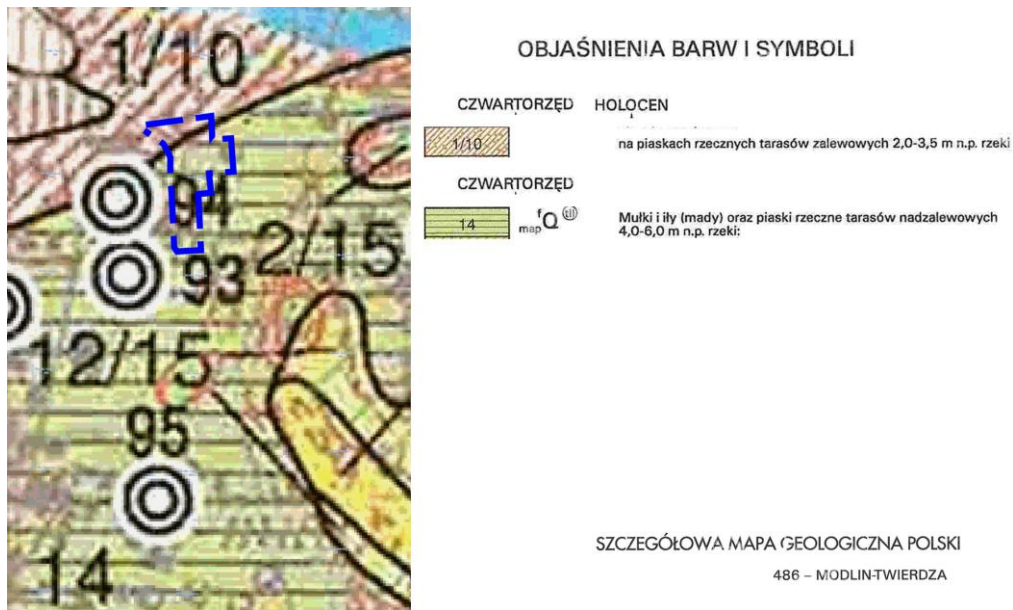 1/10
94
93
2/15
12/15
95
14
OBJAŚNIENIA BARW I SYMBOLI
CZWARTORZĘD HOLOCEN
1/10 na piaskach rzecznych tarasów zalewowych 2,0-3,5 m n.p. rzeki
CZWARTORZĘD
14 f map Q Mułki i iły (mady) oraz piaski rzeczne tarasów nadzalewowych
4,0-6,0 m n.p. rzeki:
SZCZEGÓŁOWA MAPA GEOLOGICZNA POLSKI
486 – MODLIN-TWIERDZA